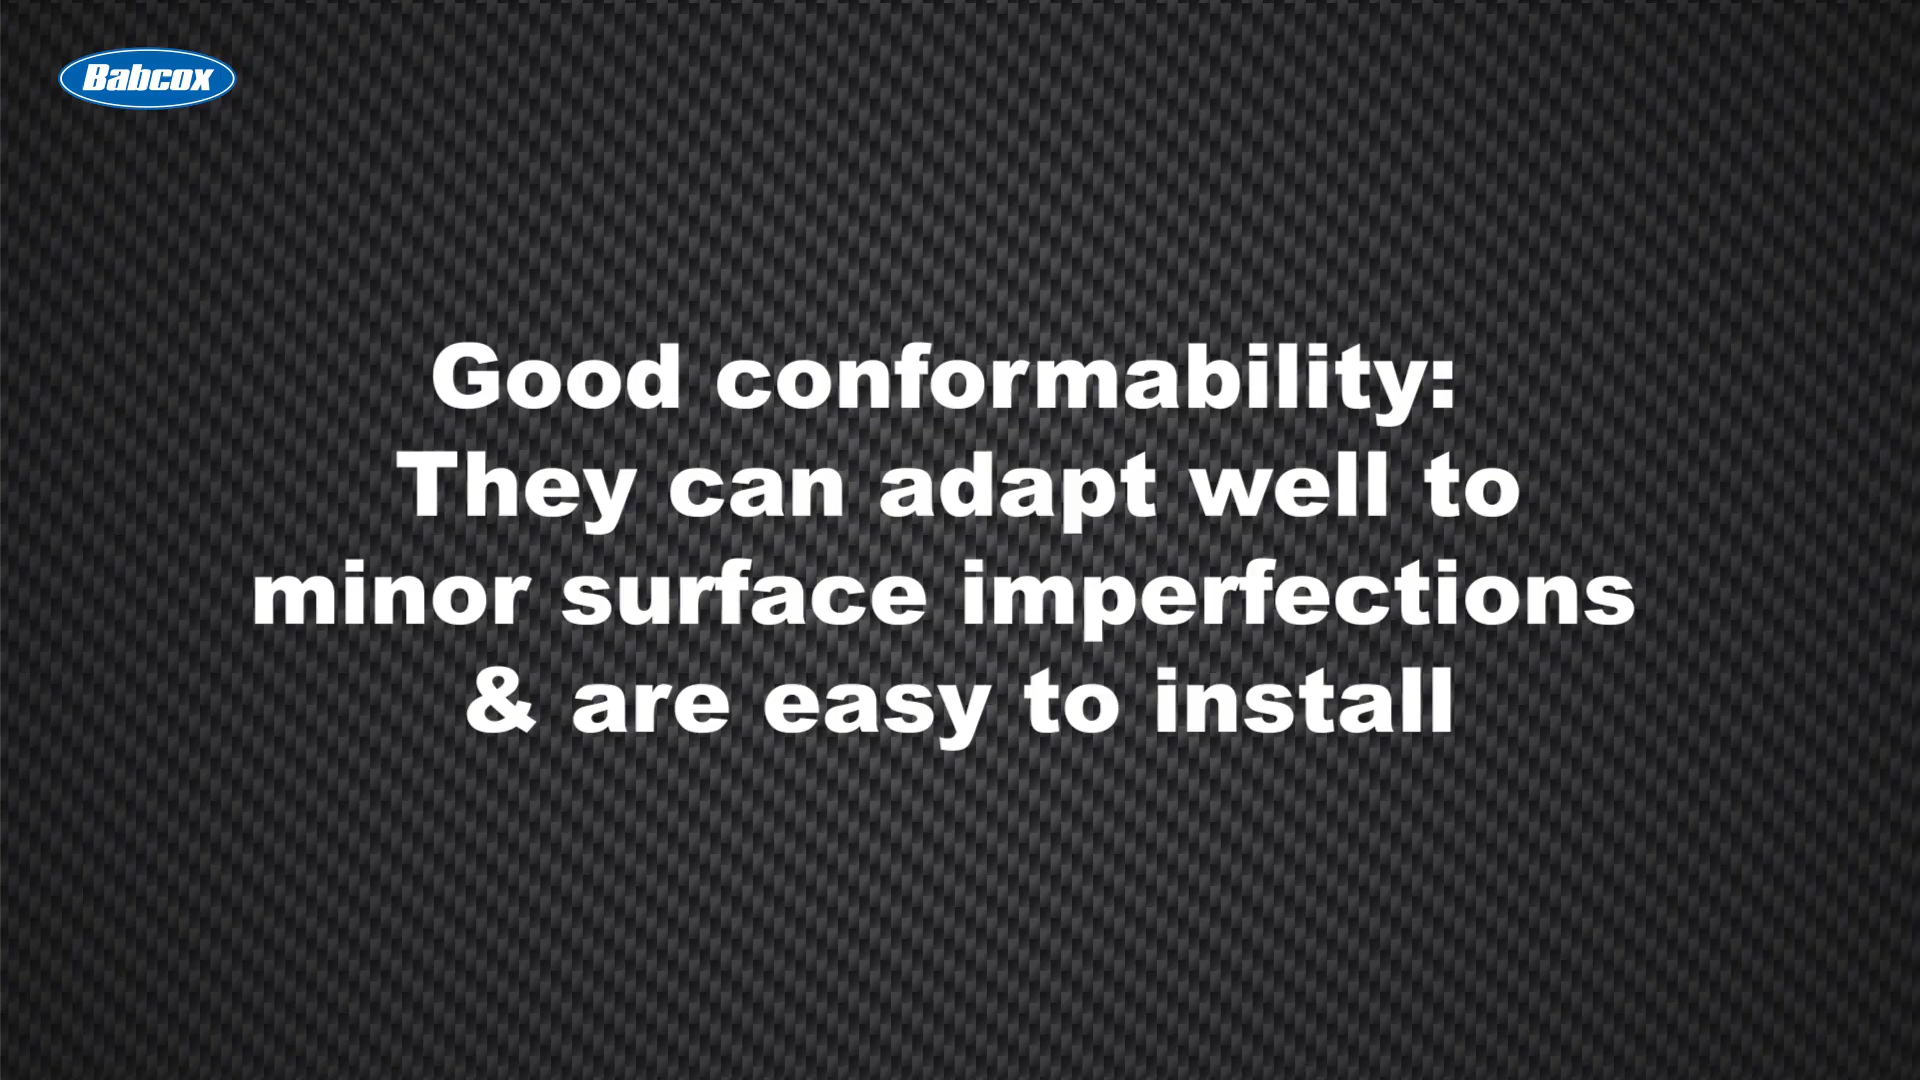 Babcox
Good conformability:
They can adapt well to
minor surface imperfections
& are easy to install